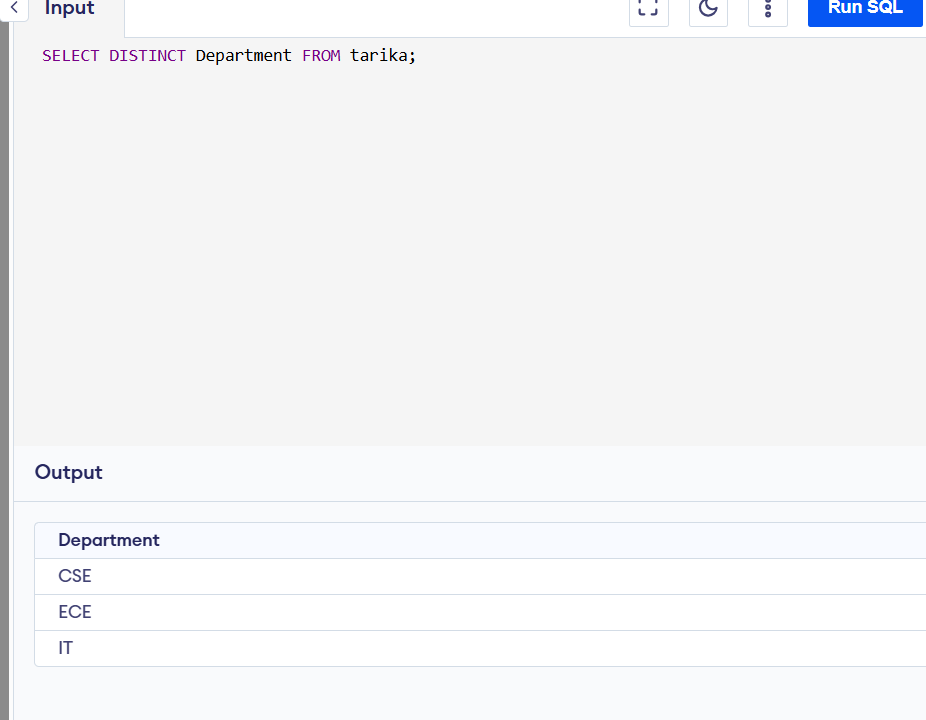 Input
Run SQL
SELECT DISTINCT Department FROM tarika;
Output
Department
CSE
ECE
IT